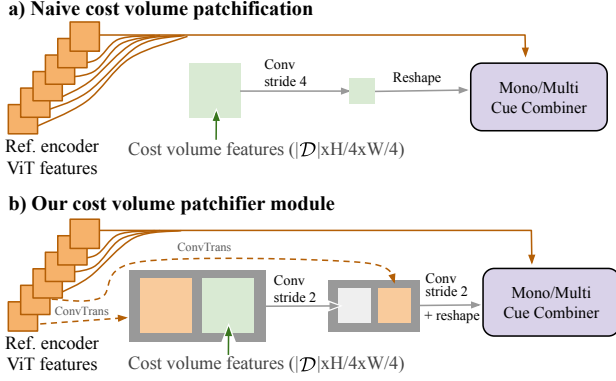 a) Naive cost volume patchification
Conv
stride 4
Reshape
Mono/Multi
Cue Combiner
Ref. encoder
ViT features
Cost volume features (|𝒟|xH/4xW/4)
b) Our cost volume patchifier module
ConvTrans
Conv
stride 2
Conv
stride 2
+ reshape
Mono/Multi
Cue Combiner
ConvTrans
Ref. encoder
ViT features
Cost volume features (|𝒟|xH/4xW/4)